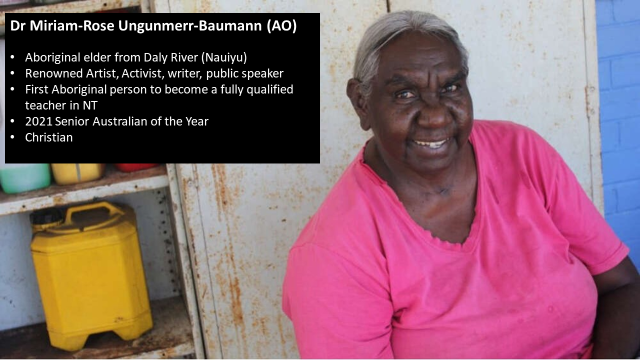 Dr Miriam-Rose Ungunmerr-Baumann (AO)
• Aboriginal elder from Daly River (Nauiyu)
• Renowned Artist, Activist, writer, public speaker
• First Aboriginal person to become a fully qualified
teacher in NT
• 2021 Senior Australian of the Year
• Christian